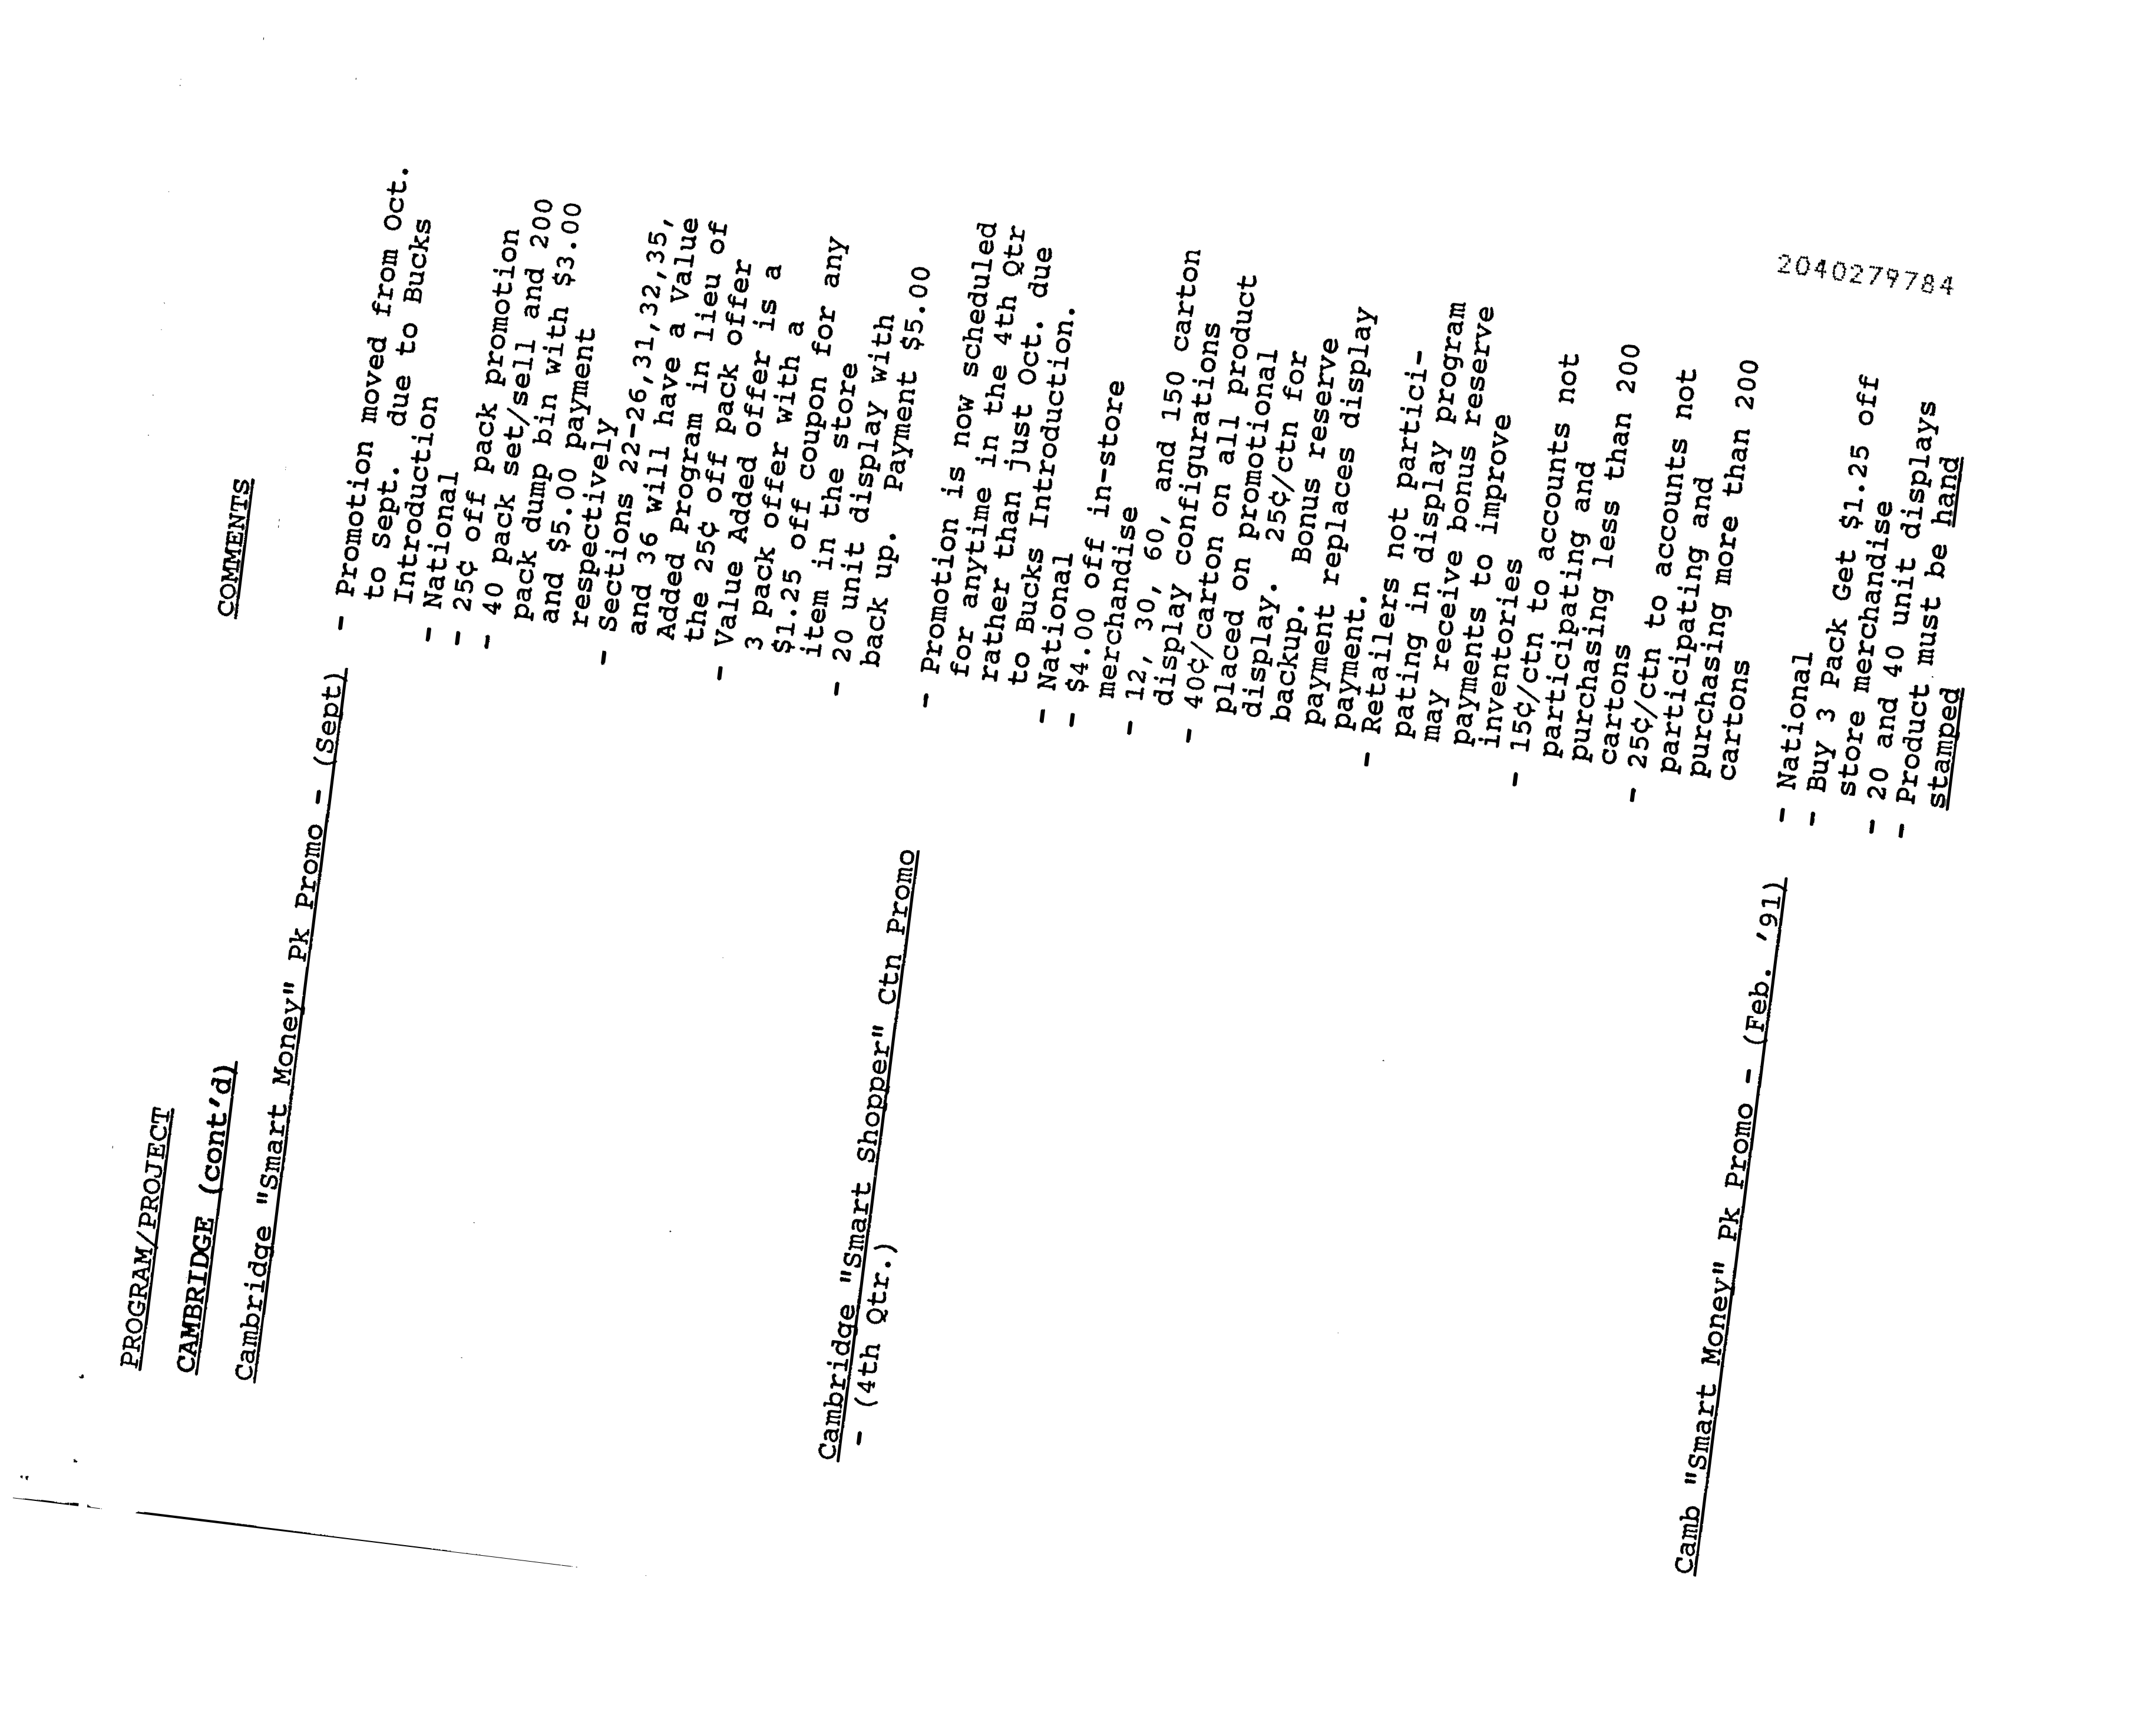 PROGRAM/PROJECT
COMMENTS
CAMBRIDGE (cont'd)
Cambridge "Smart Money" Pk Promo - (Sept)
- Promotion moved from Oct.
to Sept. due to Bucks
Introduction
- National
- 25¢ off pack promotion
- 40 pack set/sell and 200
pack dump bin with $3.00
and $5.00 payment
respectively
- Sections 22-26,31,32,35,
and 36 will have a Value
Added Program in lieu of
the 25¢ off pack offer
- Value Added offer is a
3 pack offer with a
$1.25 off coupon for any
item in the store
- 20 unit display with
back up. Payment $5.00
Cambridge "Smart Shopper" Ctn Promo
- (4th Qtr.)
- Promotion is now scheduled
for anytime in the 4th Qtr
rather than just Oct. due
to Bucks Introduction.
- National
- $4.00 off in-store
merchandise
- 12, 30, 60, and 150 carton
display configurations
- 40¢/carton on all product
placed on promotional
display. 25¢/ctn for
backup. Bonus reserve
payment replaces display
payment.
- Retailers not partici-
pating in display program
may receive bonus reserve
payments to improve
inventories
- 15¢/ctn to accounts not
participating and
purchasing less than 200
cartons
- 25¢/ctn to accounts not
participating and
purchasing more than 200
cartons
Camb "Smart Money" Pk Promo - (Feb. '91)
- National
- Buy 3 Pack Get $1.25 off
store merchandise
- 20 and 40 unit displays
- Product must be hand
stamped
2040279784